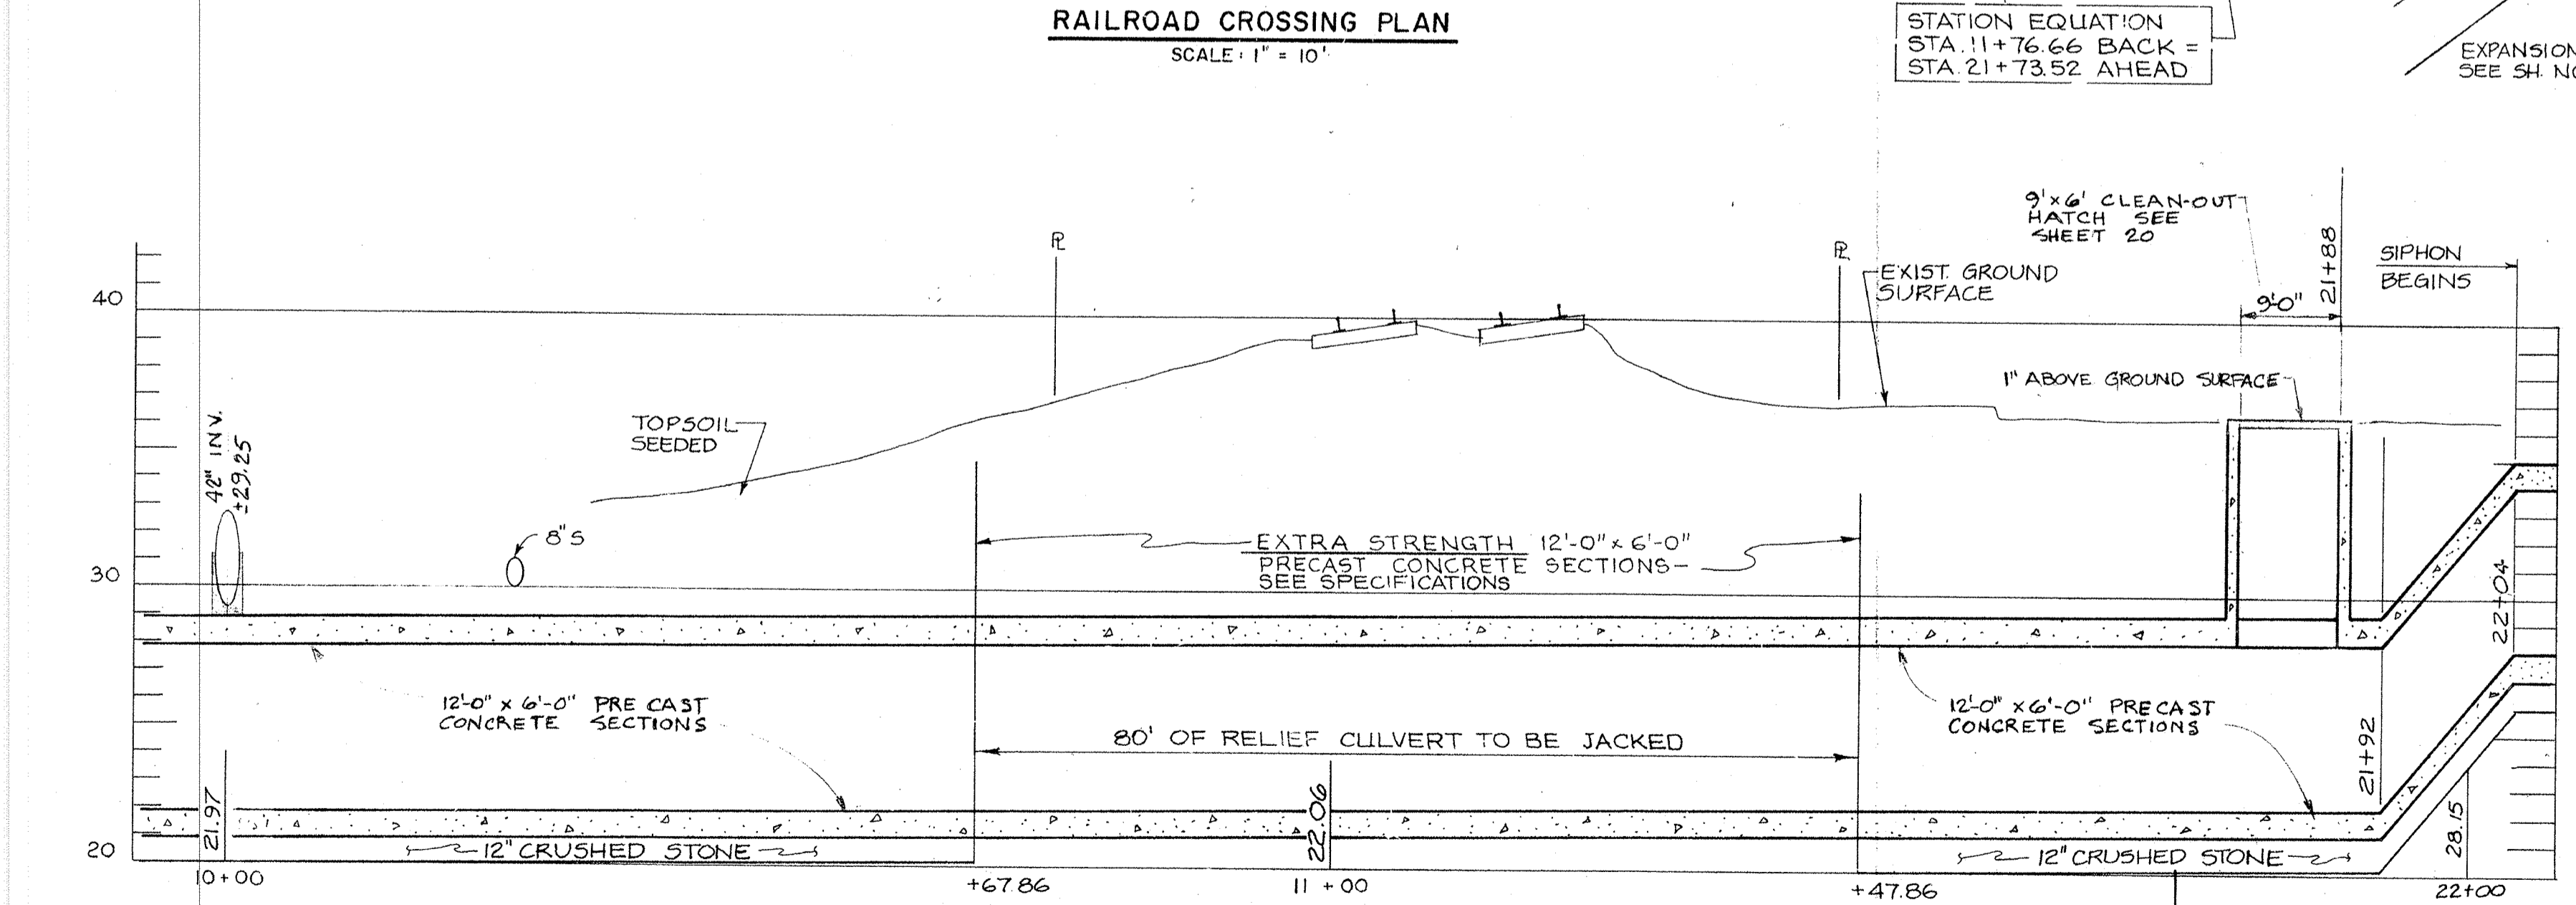 RAILROAD CROSSING PLAN
SCALE: 1" = 10'
STATION EQUATION
STA. 11+76.66 BACK =
STA. 21+73.52 AHEAD
EXPANSION
SEE SH.
9'x6' CLEAN-OUT
HATCH SEE
SHEET 20
21+88
SIPHON
BEGINS
9'-0"
PL
PL
EXIST. GROUND
SURFACE
1" ABOVE GROUND SURFACE
40
TOPSOIL
SEEDED
42" INV.
±29.25
8"S
EXTRA STRENGTH 12'-0" x 6'-0"
PRECAST CONCRETE SECTIONS-
SEE SPECIFICATIONS
30
22+04
12'-0" x 6'-0" PRE CAST
CONCRETE SECTIONS
12'-0" x 6'-0" PRECAST
CONCRETE SECTIONS
80' OF RELIEF CULVERT TO BE JACKED
21+92
21.97
22.06
28.15
20
12" CRUSHED STONE
12" CRUSHED STONE
10+00
+67.86
11+00
+47.86
22+00